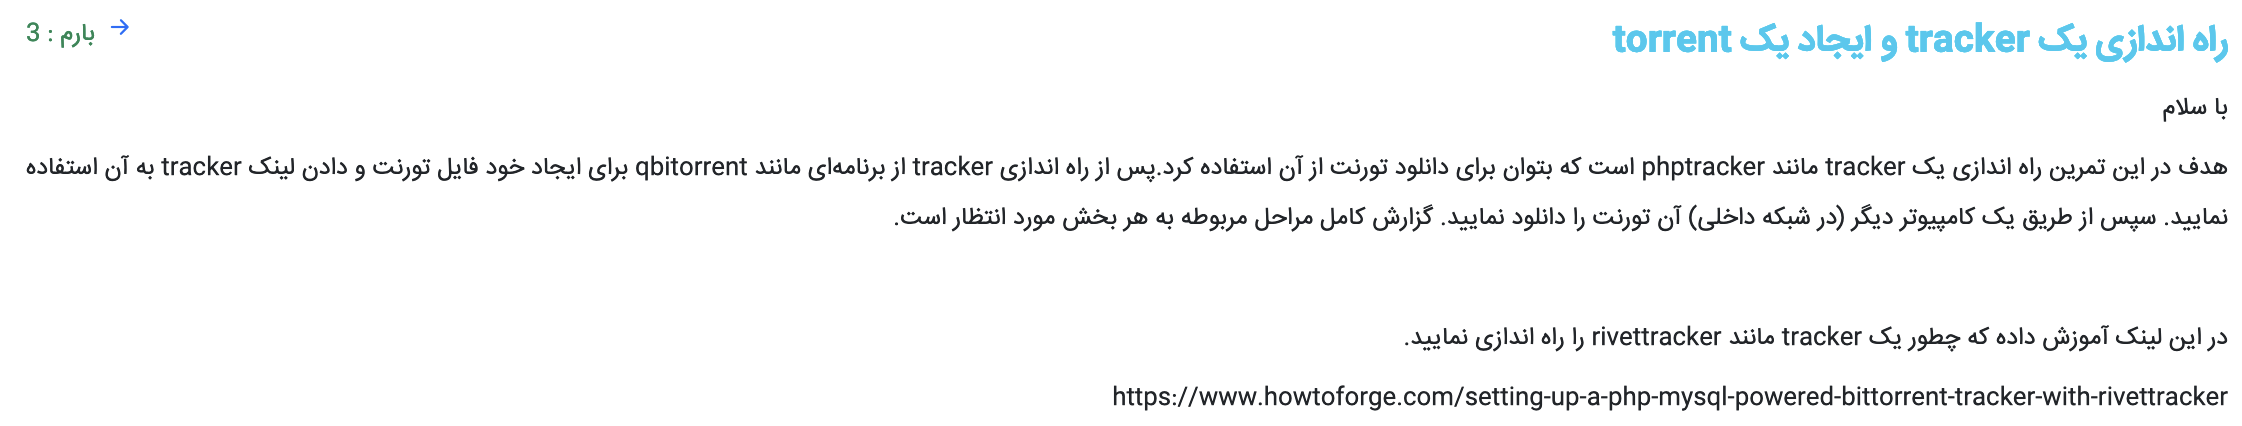 راه اندازی یک tracker و ایجاد یک torrent
بارم : 3
با سلام
هدف در این تمرین راه اندازی یک tracker مانند phptracker است که بتوان برای دانلود تورنت از آن استفاده کرد.پس از راه اندازی tracker از برنامه‌ای مانند qbitorrent برای ایجاد خود فایل تورنت و دادن لینک tracker به آن استفاده
نمایید. سپس از طریق یک کامپیوتر دیگر (در شبکه داخلی) آن تورنت را دانلود نمایید. گزارش کامل مراحل مربوطه به هر بخش مورد انتظار است.
در این لینک آموزش داده که چطور یک tracker مانند rivettracker را راه اندازی نمایید.
https://www.howtoforge.com/setting-up-a-php-mysql-powered-bittorrent-tracker-with-rivettracker